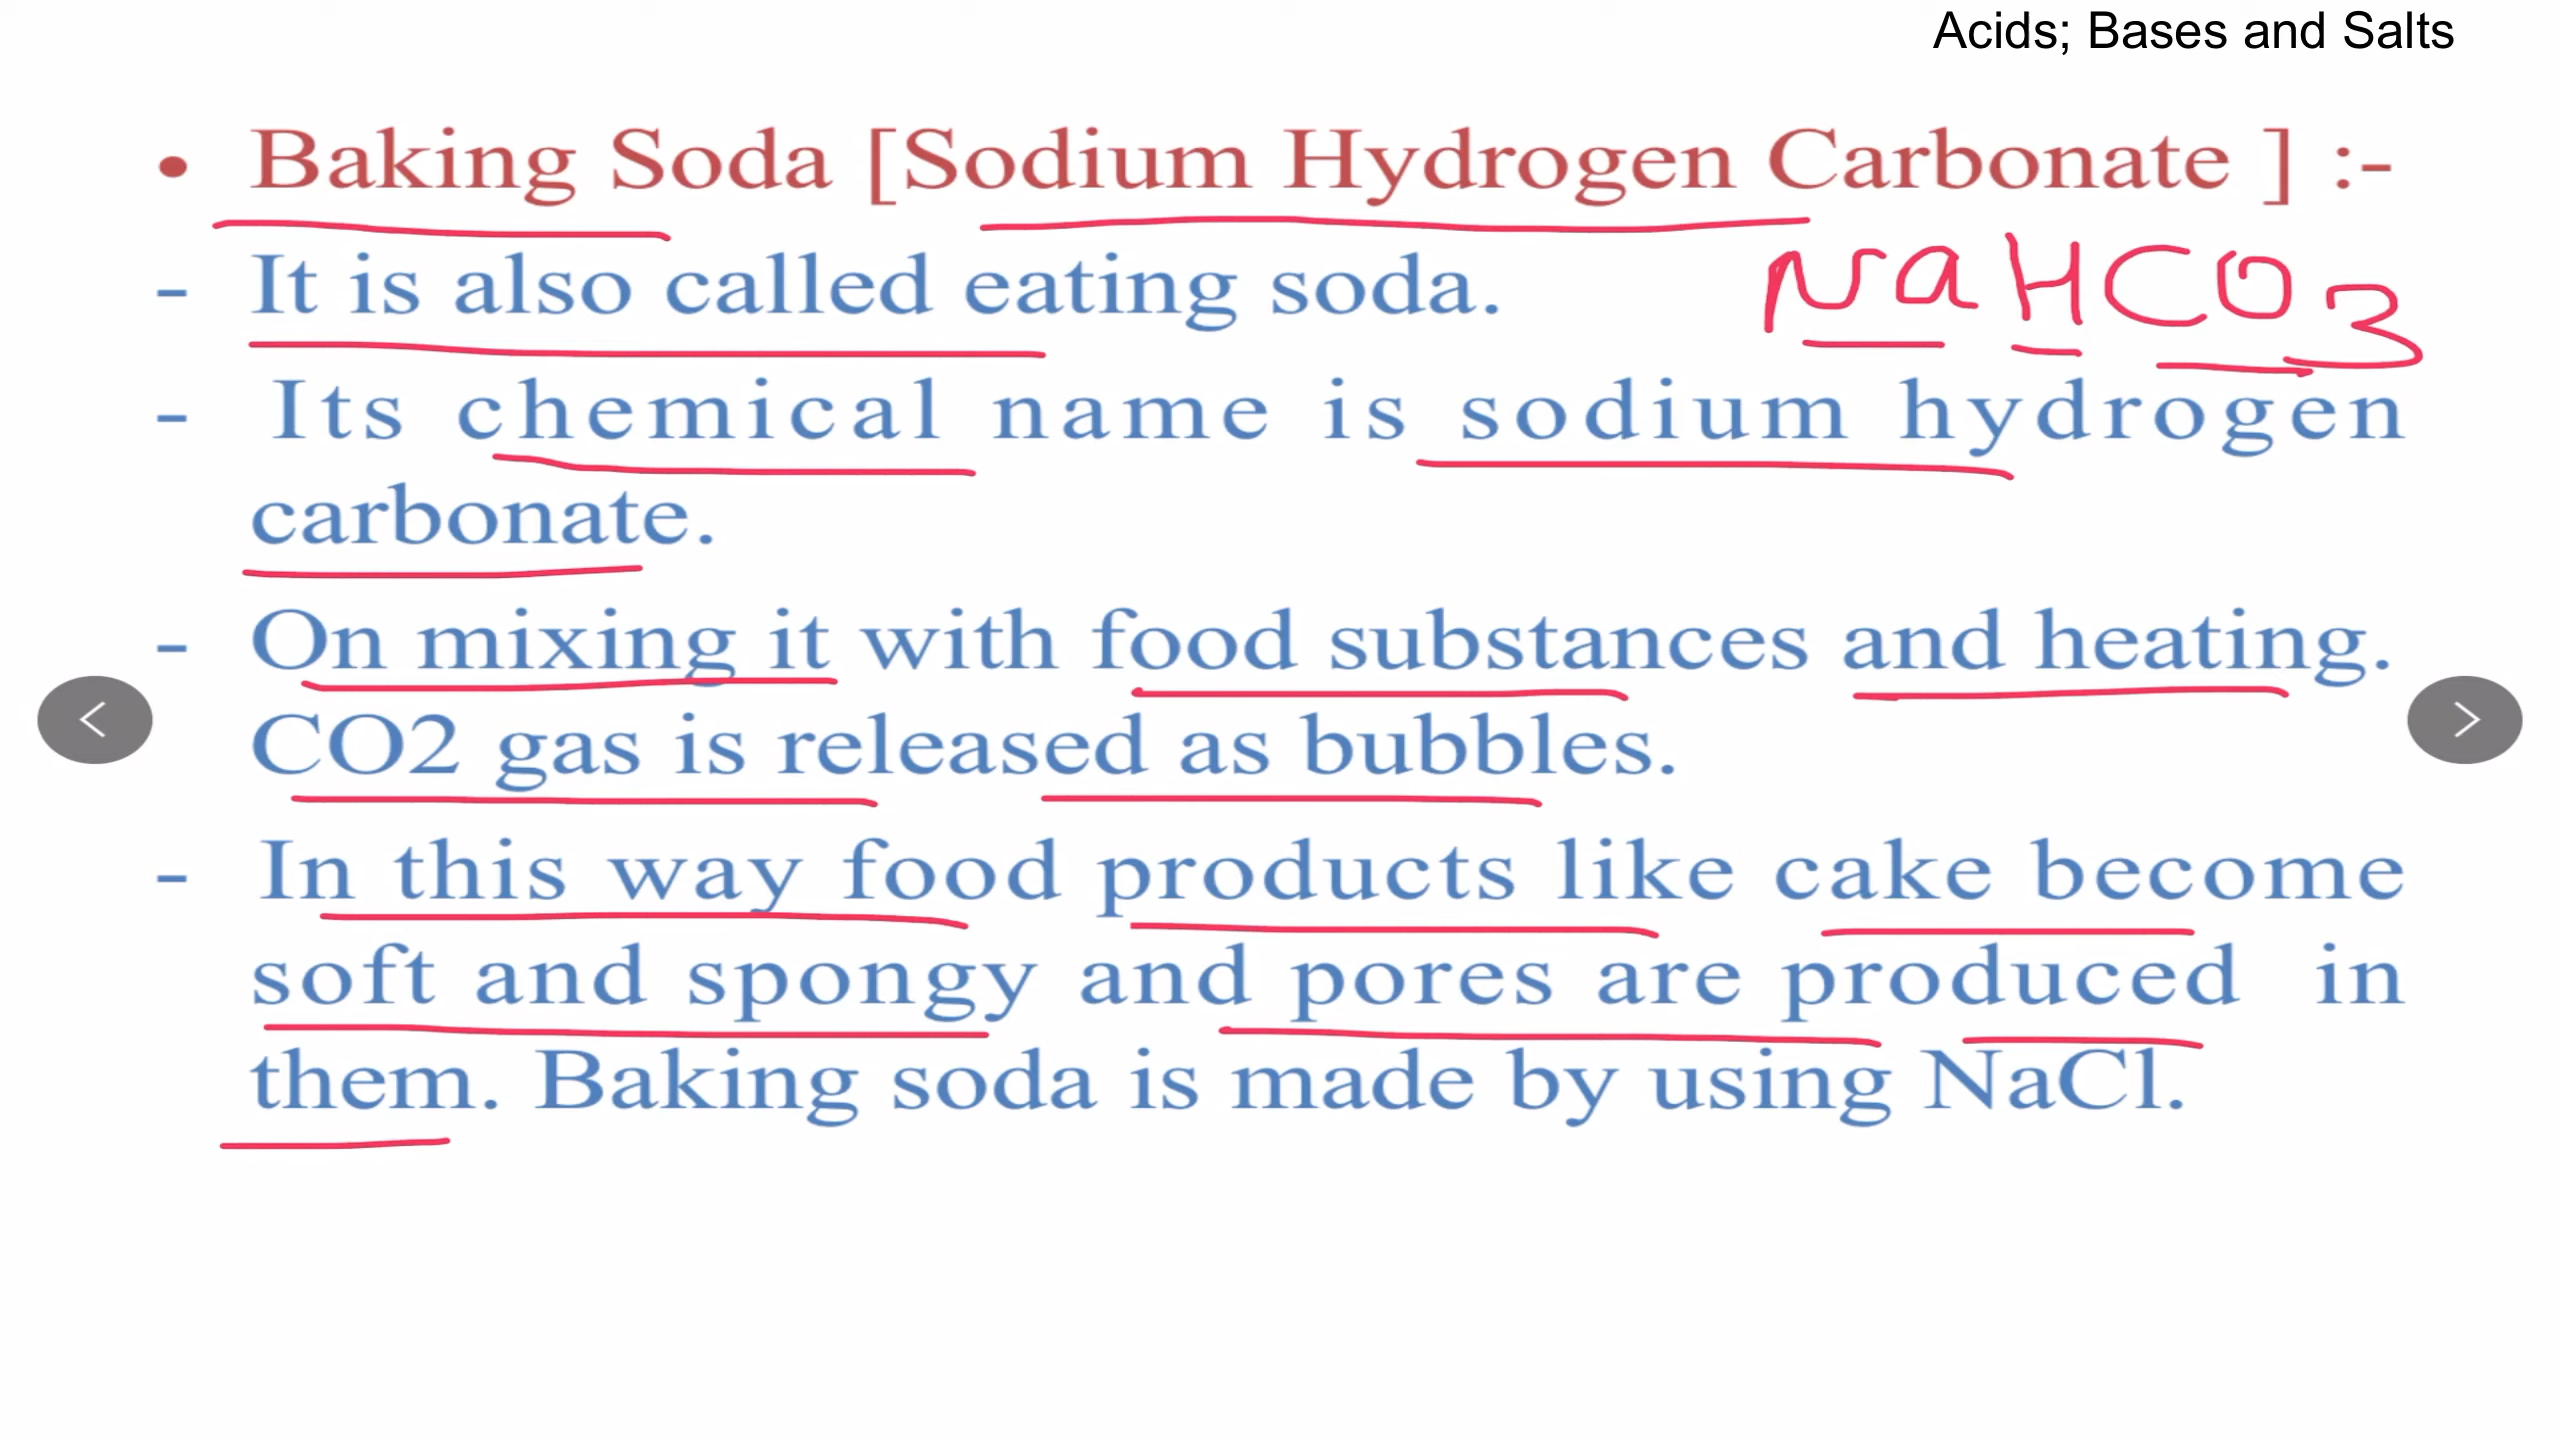 Acids; Bases and Salts
• Baking Soda [Sodium Hydrogen Carbonate ] :-
- It is also called eating soda.
NaHCO3
- Its chemical name is sodium hydrogen
carbonate.
- On mixing it with food substances and heating.
CO2 gas is released as bubbles.
- In this way food products like cake become
soft and spongy and pores are produced in
them. Baking soda is made by using NaCl.